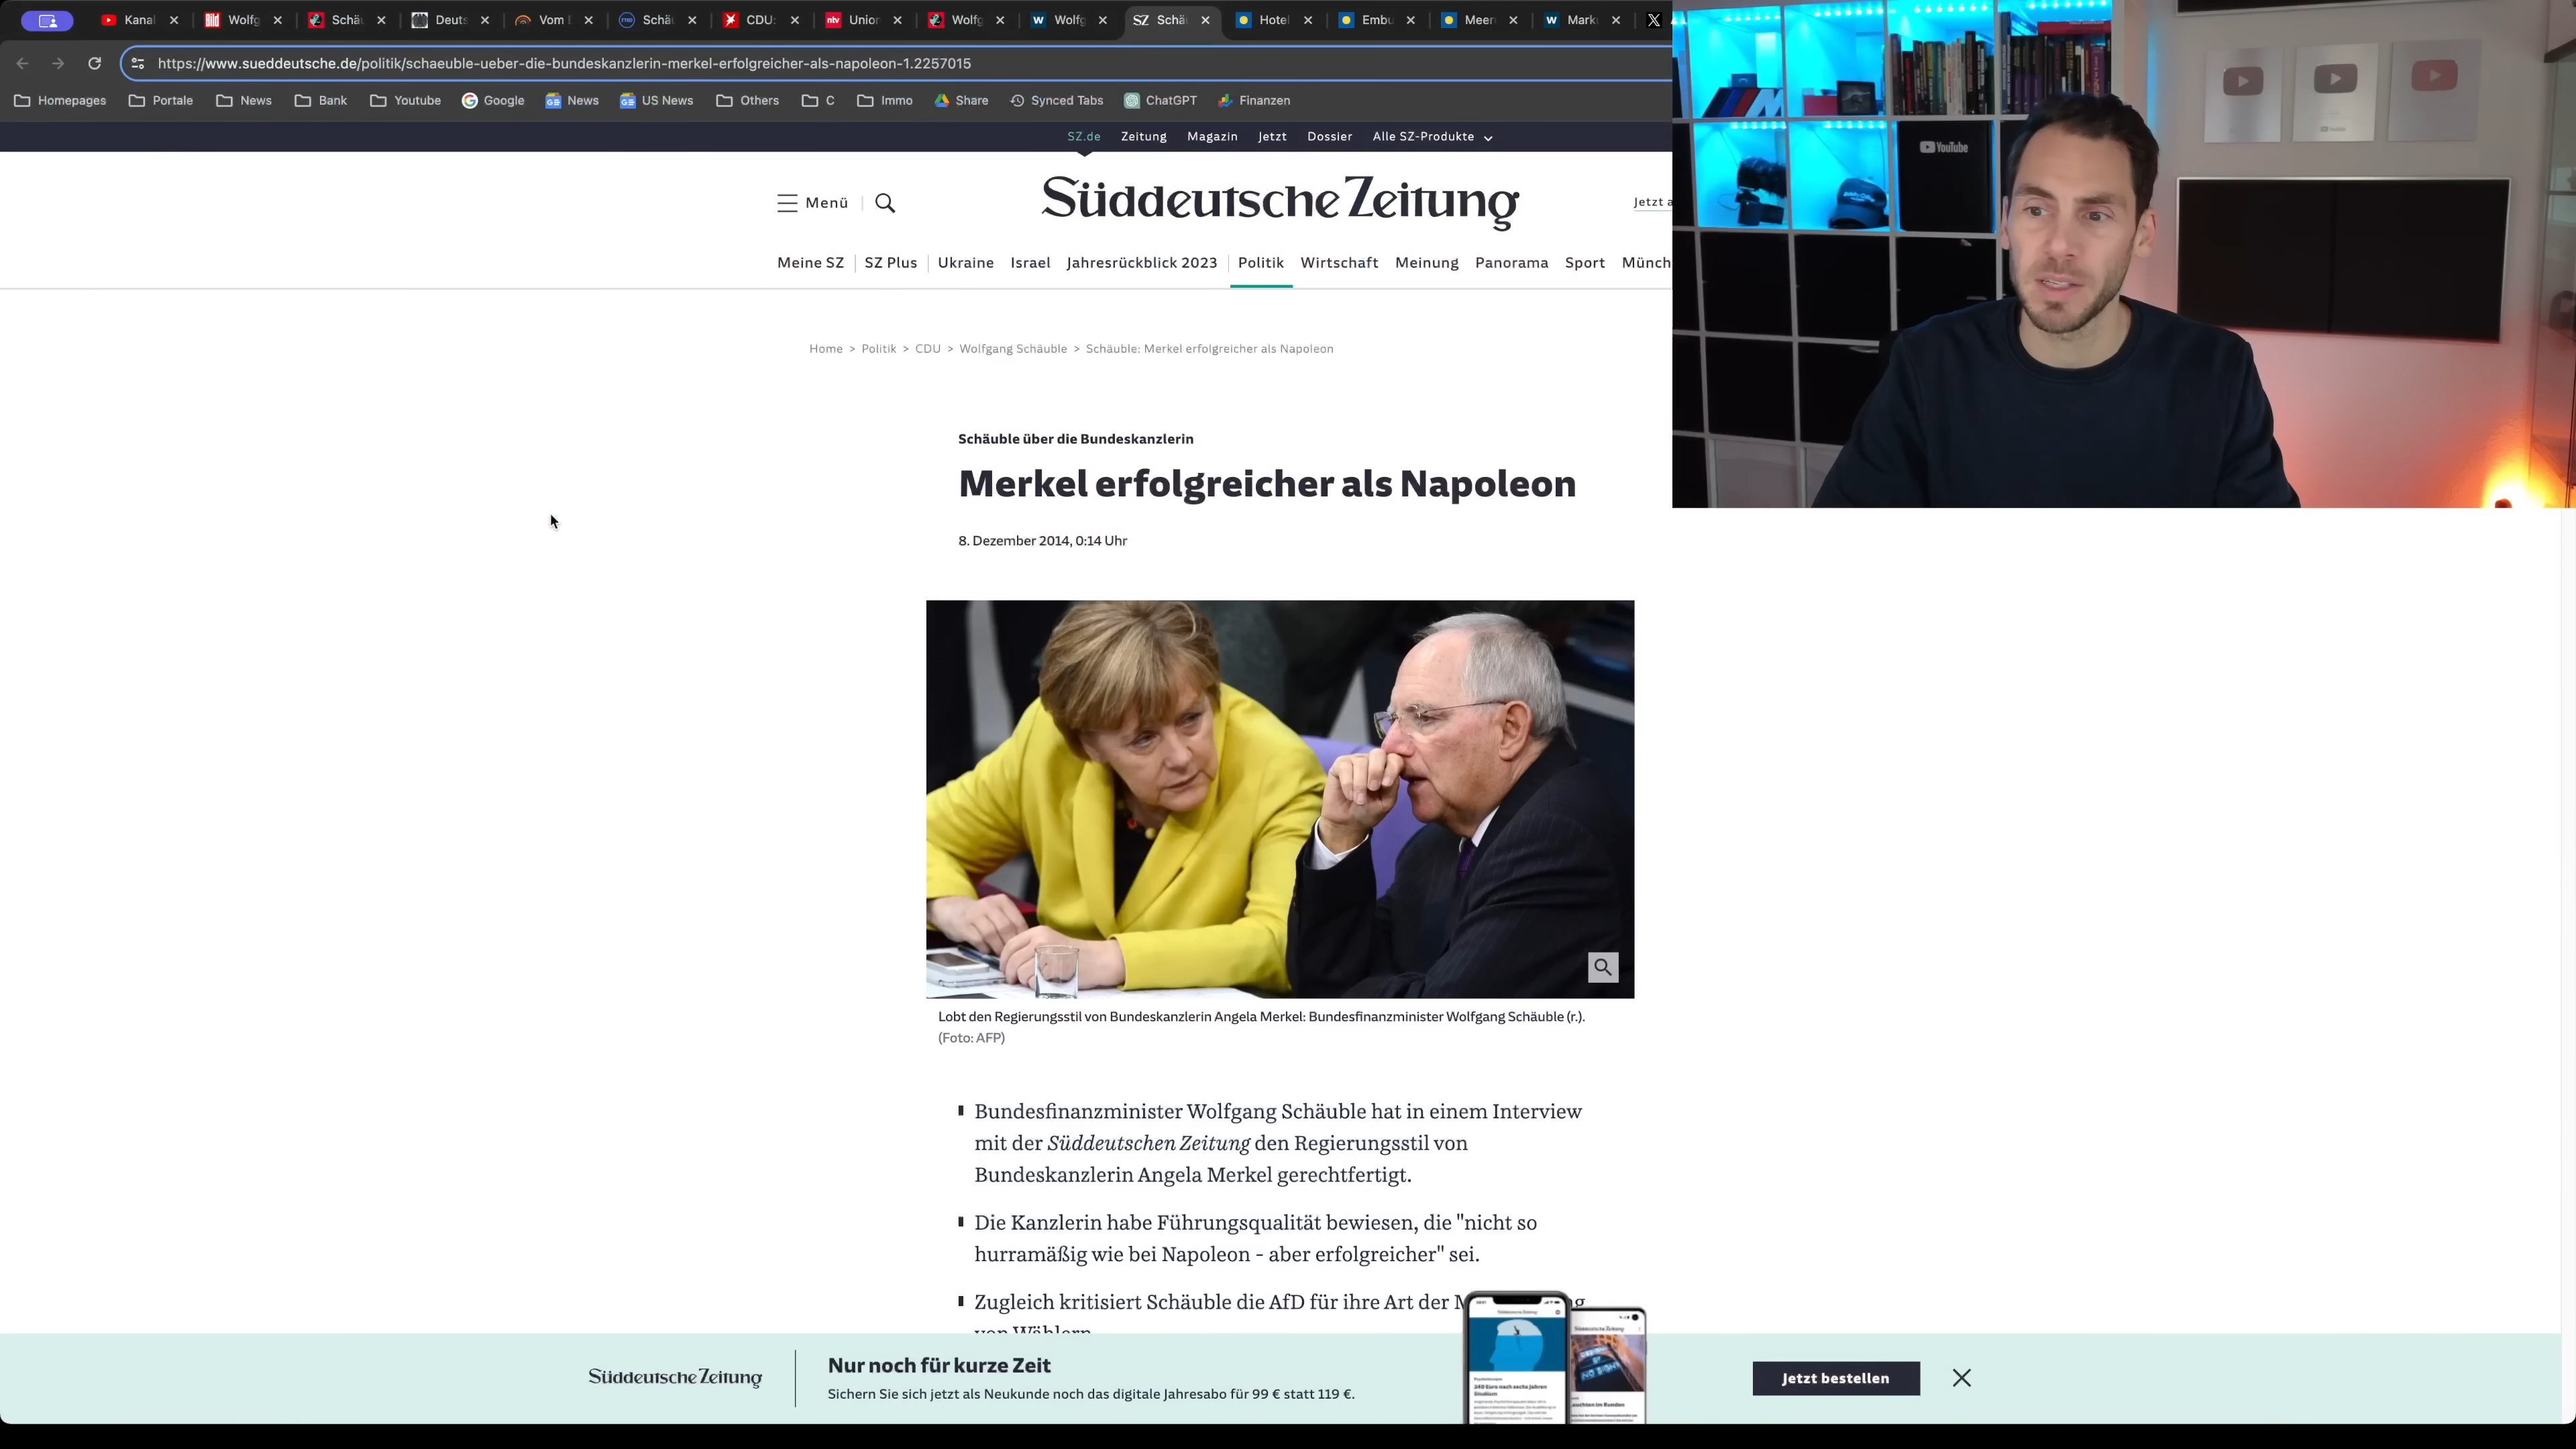 Kanal
Wolfg
Schäu
Deuts
Vom
Schäu
CDU:
ntv Union
Wolfg
W Wolfg
SZ Schäu
Hotel
Embu
Meer
W Mark
X
https://www.sueddeutsche.de/politik/schaeuble-ueber-die-bundeskanzlerin-merkel-erfolgreicher-als-napoleon-1.2257015
Homepages Portale News Bank Youtube Google News US News Others C Immo Share Synced Tabs ChatGPT Finanzen
SZ.de Zeitung Magazin Jetzt Dossier Alle SZ-Produkte
YouTube
Menü
Süddeutsche Zeitung
Jetzt a
Meine SZ SZ Plus Ukraine Israel Jahresrückblick 2023 Politik Wirtschaft Meinung Panorama Sport Münch
Home > Politik > CDU > Wolfgang Schäuble > Schäuble: Merkel erfolgreicher als Napoleon
Schäuble über die Bundeskanzlerin
Merkel erfolgreicher als Napoleon
8. Dezember 2014, 0:14 Uhr
Lobt den Regierungsstil von Bundeskanzlerin Angela Merkel: Bundesfinanzminister Wolfgang Schäuble (r.).
(Foto: AFP)
Bundesfinanzminister Wolfgang Schäuble hat in einem Interview
mit der Süddeutschen Zeitung den Regierungsstil von
Bundeskanzlerin Angela Merkel gerechtfertigt.
Die Kanzlerin habe Führungsqualität bewiesen, die "nicht so
hurramäßig wie bei Napoleon - aber erfolgreicher" sei.
Zugleich kritisiert Schäuble die AfD für ihre Art der
von Wählern
Süddeutsche Zeitung
Nur noch für kurze Zeit
Sichern Sie sich jetzt als Neukunde noch das digitale Jahresabo für 99 € statt 119 €.
Jetzt bestellen